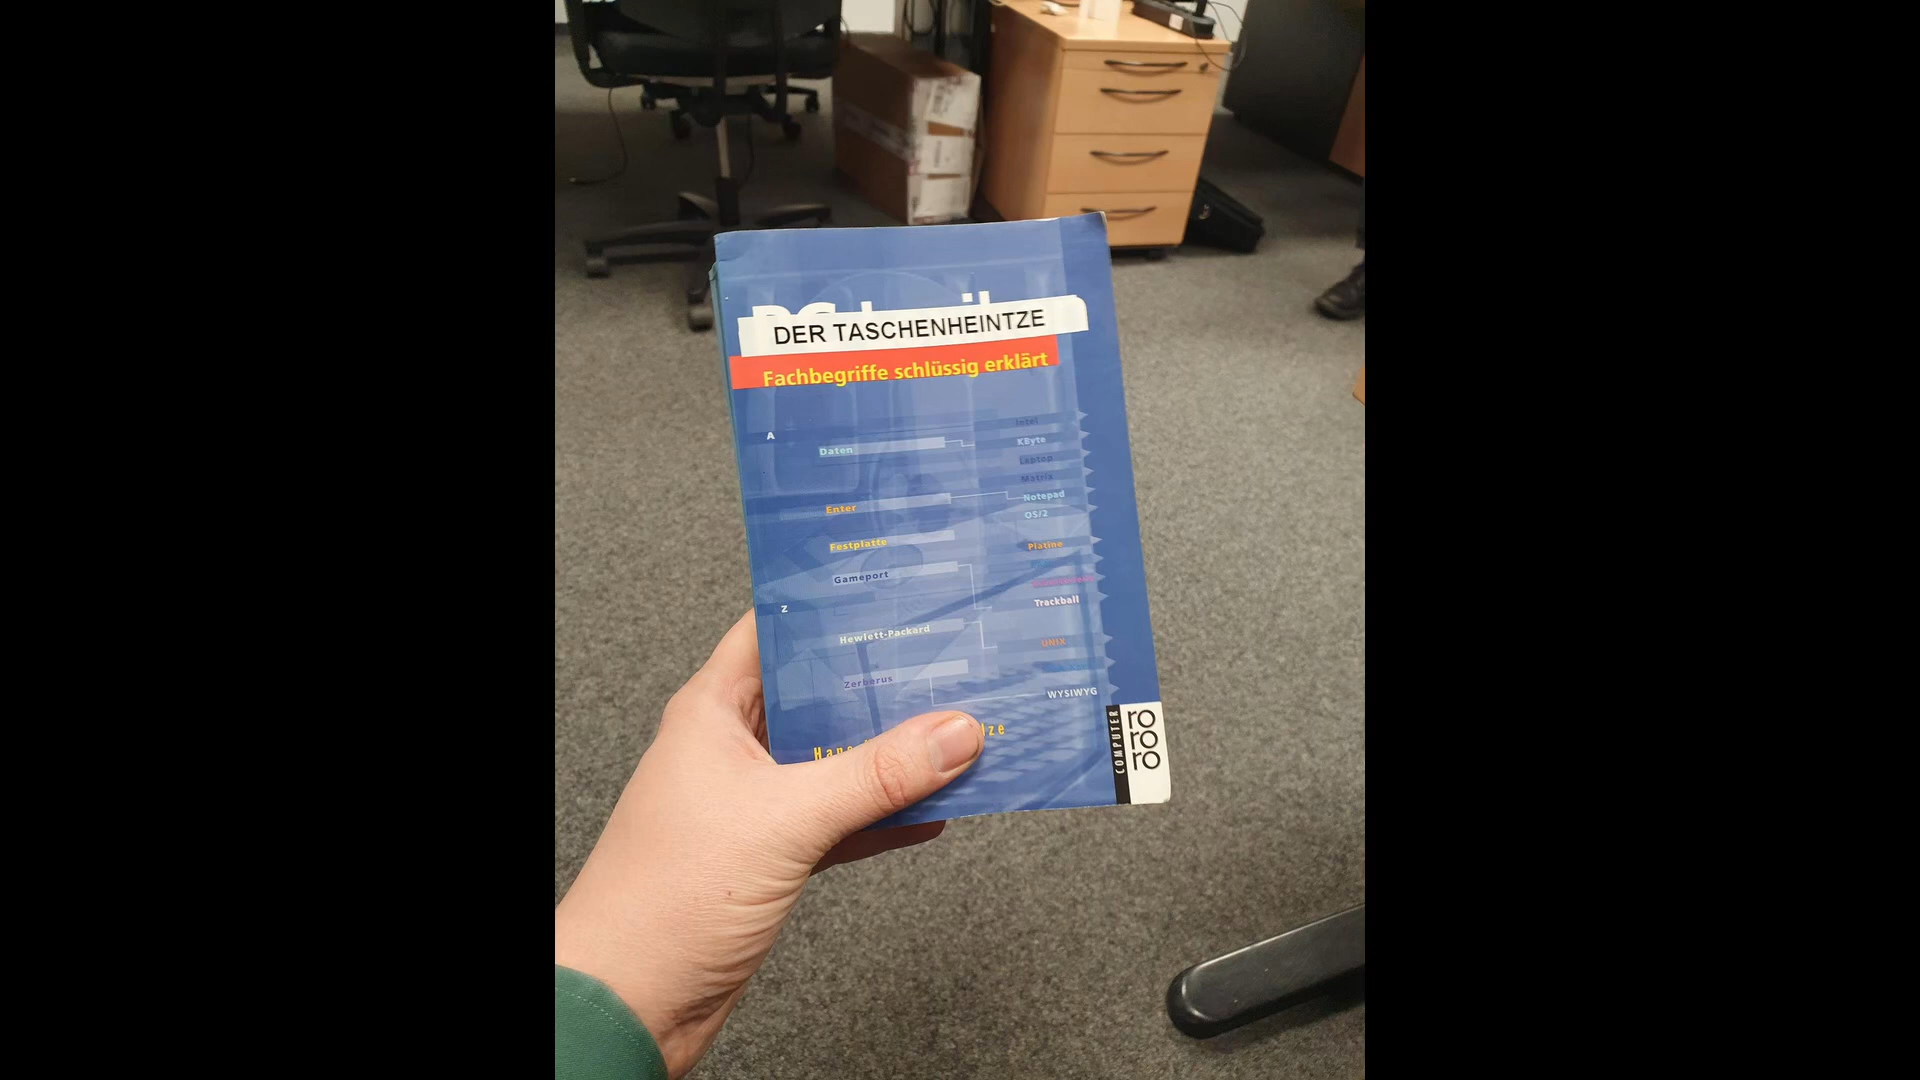 DER TASCHENHEINTZE
Fachbegriffe schlüssig erklärt
A
Daten
Enter
Festplatte
Gameport
Z
Hewlett-Packard
Zerberus
Intel
KByte
Laptop
Matrix
Notepad
OS/2
Platine
Trackball
UNIX
WYSIWYG
COMPUTER
ro
ro
ro